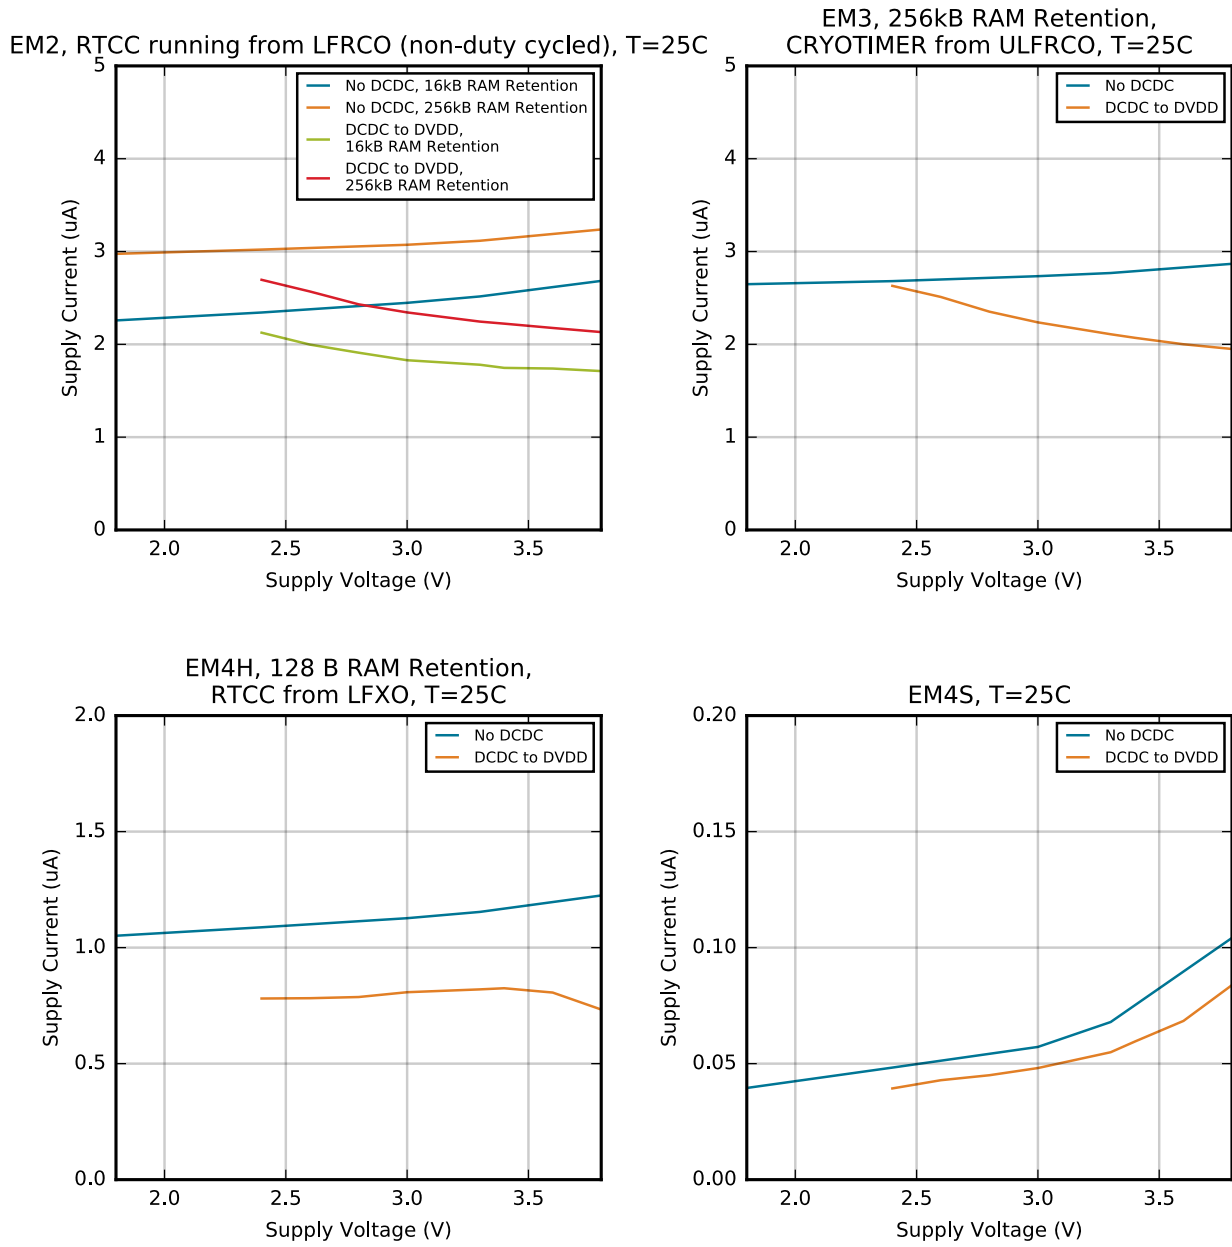 EM2, RTCC running from LFRCO (non-duty cycled), T=25C
5
4
3
2
1
0
Supply Current (uA)
No DCDC, 16kB RAM Retention
No DCDC, 256kB RAM Retention
DCDC to DVDD,
16kB RAM Retention
DCDC to DVDD,
256kB RAM Retention
2.0 2.5 3.0 3.5
Supply Voltage (V)
EM3, 256kB RAM Retention,
CRYOTIMER from ULFRCO, T=25C
5
4
3
2
1
0
Supply Current (uA)
No DCDC
DCDC to DVDD
2.0 2.5 3.0 3.5
Supply Voltage (V)
EM4H, 128 B RAM Retention,
RTCC from LFXO, T=25C
2.0
1.5
1.0
0.5
0.0
Supply Current (uA)
No DCDC
DCDC to DVDD
2.0 2.5 3.0 3.5
Supply Voltage (V)
EM4S, T=25C
0.20
0.15
0.10
0.05
0.00
Supply Current (uA)
No DCDC
DCDC to DVDD
2.0 2.5 3.0 3.5
Supply Voltage (V)